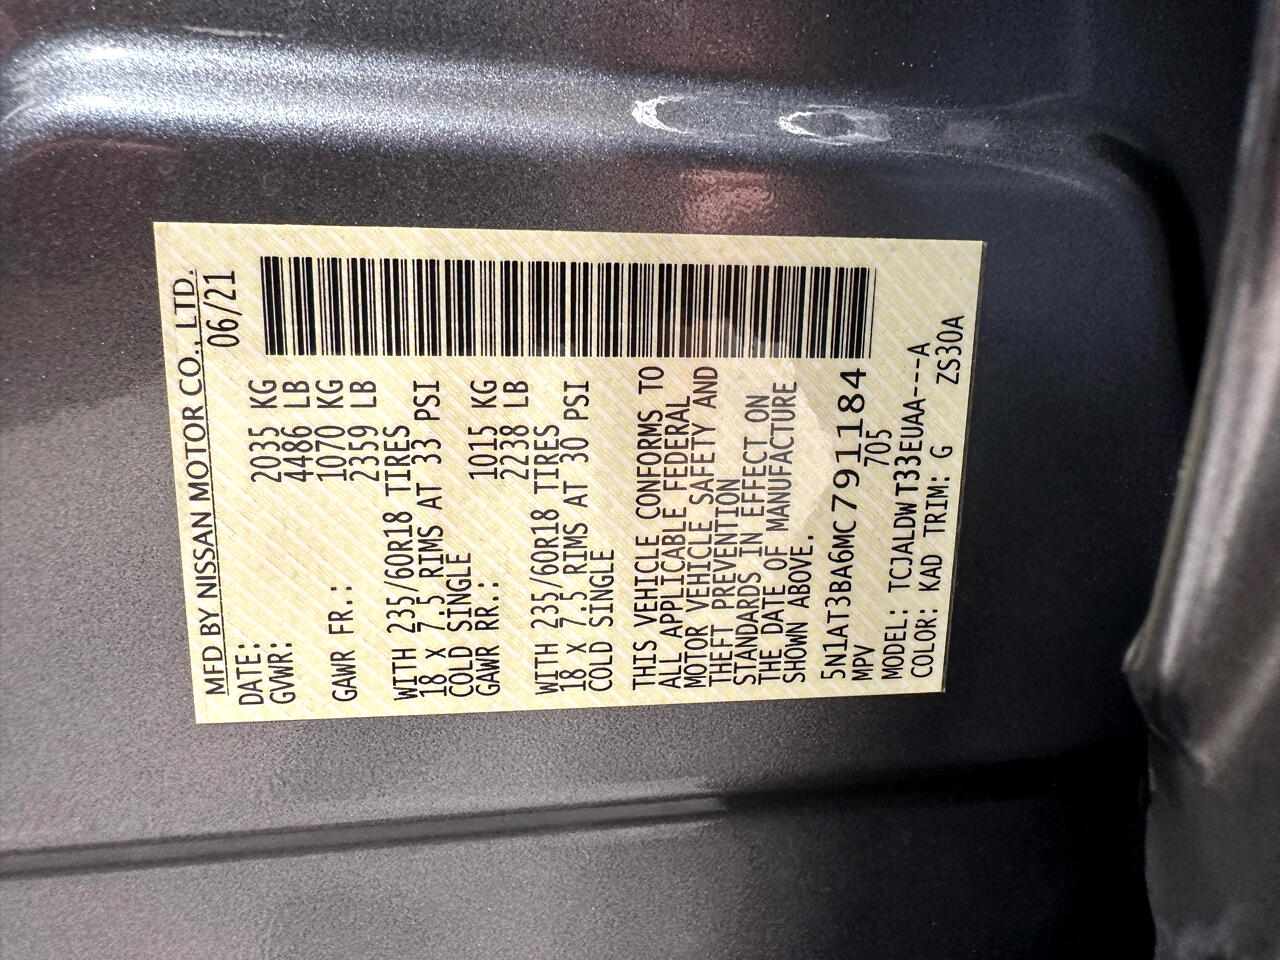 MFD BY NISSAN MOTOR CO., LTD.
DATE: 06/21
GVWR: 2035 KG
4486 LB
GAWR FR.: 1070 KG
2359 LB
WITH 235/60R18 TIRES
18 X 7.5 RIMS AT 33 PSI
COLD SINGLE
GAWR RR.: 1015 KG
2238 LB
WITH 235/60R18 TIRES
18 X 7.5 RIMS AT 30 PSI
COLD SINGLE
THIS VEHICLE CONFORMS TO
ALL APPLICABLE FEDERAL
MOTOR VEHICLE SAFETY AND
THEFT PREVENTION
STANDARDS IN EFFECT ON
THE DATE OF MANUFACTURE
SHOWN ABOVE.
5N1AT3BA6MC791184
MPV 705
MODEL: TCJALDWT33EUAA---A
COLOR: KAD TRIM: G ZS30A